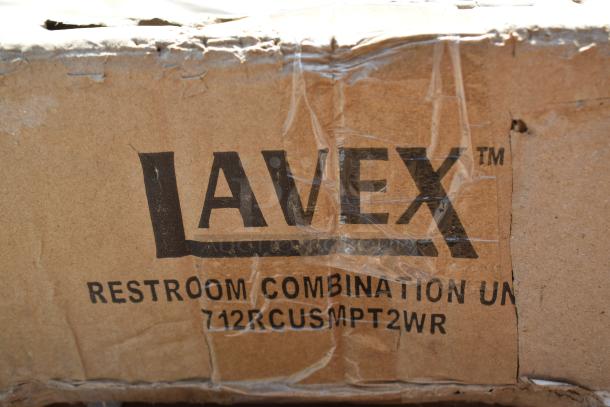 LAVEX™
RESTROOM COMBINATION UN
712RCUSMPT2WR